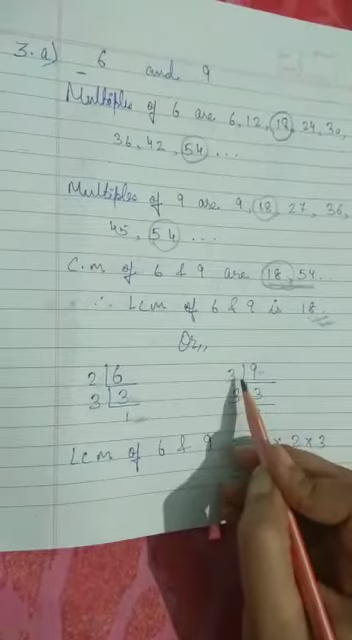 3. a) 6 and 9
Multiples of 6 are 6, 12, 18, 24, 30,
36, 42, 54 ...
Multiples of 9 are 9, 18, 27, 36,
45, 54 ...
C.m of 6 & 9 are 18, 54...
∴ Lcm of 6 & 9 is 18.
Or,,
2 6 3 9
3 3 3 3
1
Lcm of 6 & 9 × 2 × 3